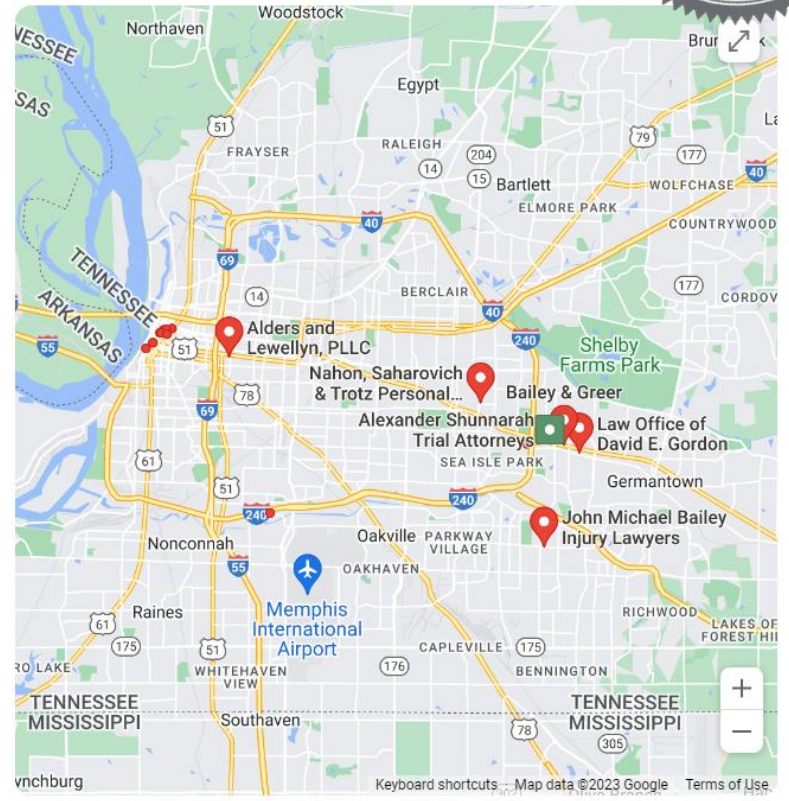 Woodstock
Northaven
TENNESSEE
Egypt
51
79
FRAYSER
RALEIGH
204
177
14
15
Bartlett
40
WOLFCHASE
ELMORE PARK
40
COUNTRYWOOD
69
TENNESSEE
ARKANSAS
14
BERCLAIR
177
CORDOV
40
55
51
Alders and
Lewellyn, PLLC
240
Shelby
Farms Park
Nahon, Saharovich
& Trotz Personal...
78
Bailey & Greer
69
Alexander Shunnarah
Trial Attorneys
Law Office of
David E. Gordon
61
SEA ISLE PARK
51
Germantown
240
240
John Michael Bailey
Injury Lawyers
Nonconnah
Oakville
PARKWAY
VILLAGE
55
OAKHAVEN
Memphis
International
Airport
Raines
61
175
RICHWOOD
LAKES OF
FOREST HIL
51
CAPLEVILLE
175
RO LAKE
WHITEHAVEN
VIEW
176
BENNINGTON
+
TENNESSEE
MISSISSIPPI
TENNESSEE
MISSISSIPPI
Southaven
78
−
305
ynchburg
Keyboard shortcuts
Map data ©2023 Google
Terms of Use